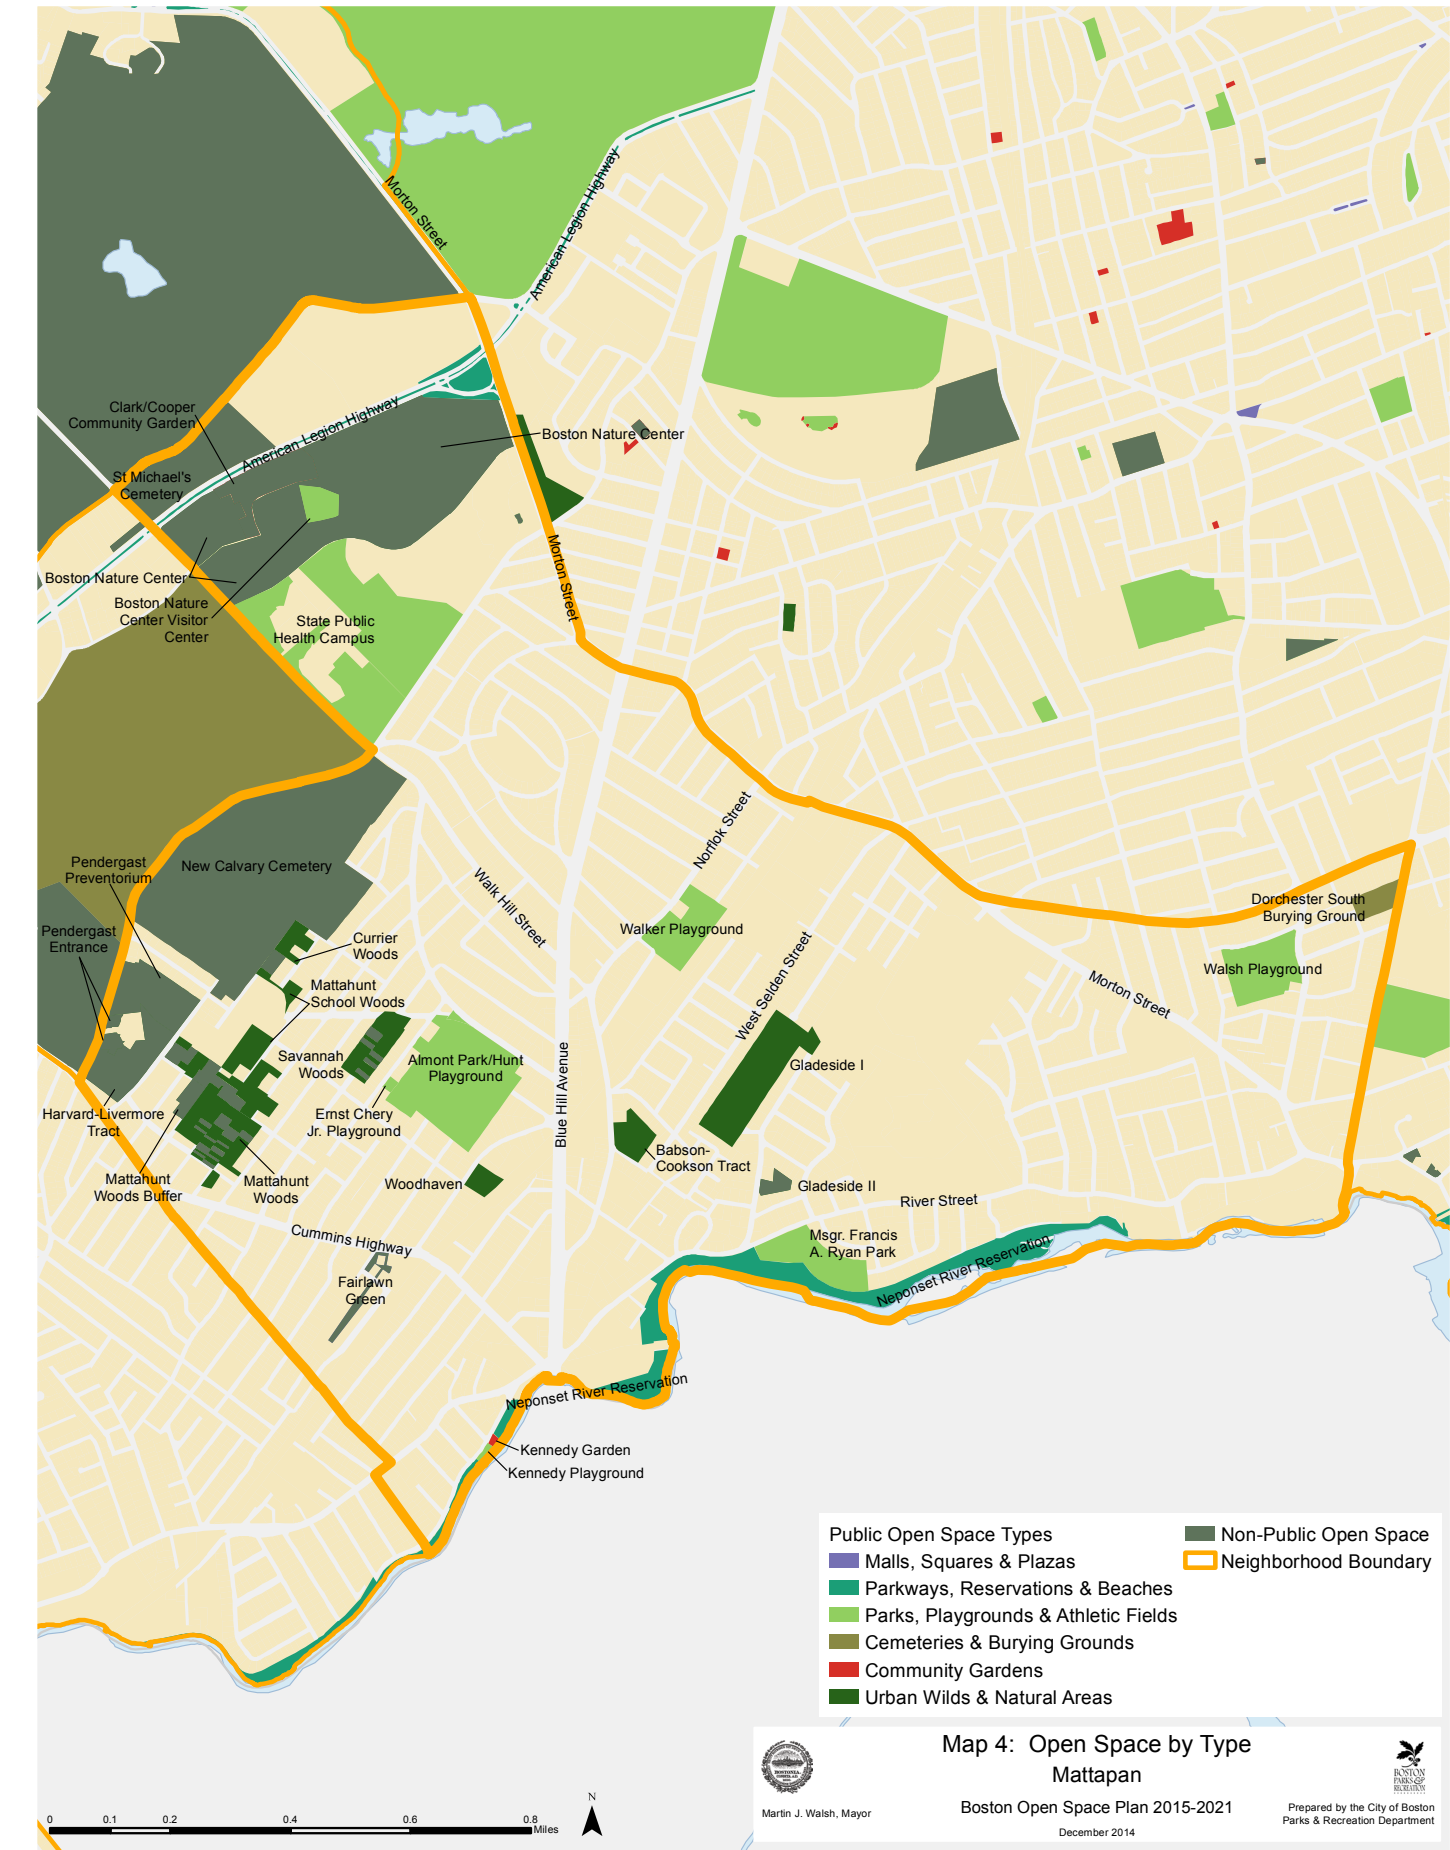 Morton Street
American Legion Highway
Clark/Cooper
Community Garden
American Legion Highway
Boston Nature Center
St Michael's
Cemetery
Morton Street
Boston Nature Center
Boston Nature
Center Visitor
Center
State Public
Health Campus
Norflok Street
Pendergast
Preventorium
New Calvary Cemetery
Walk Hill Street
Dorchester South
Burying Ground
Pendergast
Entrance
Walker Playground
Currier
Woods
West Selden Street
Walsh Playground
Mattahunt
School Woods
Morton Street
Savannah
Woods
Almont Park/Hunt
Playground
Blue Hill Avenue
Gladeside I
Harvard-Livermore
Tract
Ernst Chery
Jr. Playground
Babson-
Cookson Tract
Mattahunt
Woods Buffer
Mattahunt
Woods
Woodhaven
Gladeside II
River Street
Cummins Highway
Msgr. Francis
A. Ryan Park
Neponset River Reservation
Fairlawn
Green
Neponset River Reservation
Kennedy Garden
Kennedy Playground
Public Open Space Types
Malls, Squares & Plazas
Parkways, Reservations & Beaches
Parks, Playgrounds & Athletic Fields
Cemeteries & Burying Grounds
Community Gardens
Urban Wilds & Natural Areas
Non-Public Open Space
Neighborhood Boundary
Map 4: Open Space by Type
Mattapan
Boston Open Space Plan 2015-2021
December 2014
Martin J. Walsh, Mayor
BOSTON
PARKS &
RECREATION
Prepared by the City of Boston
Parks & Recreation Department
N
0 0.1 0.2 0.4 0.6 0.8
Miles